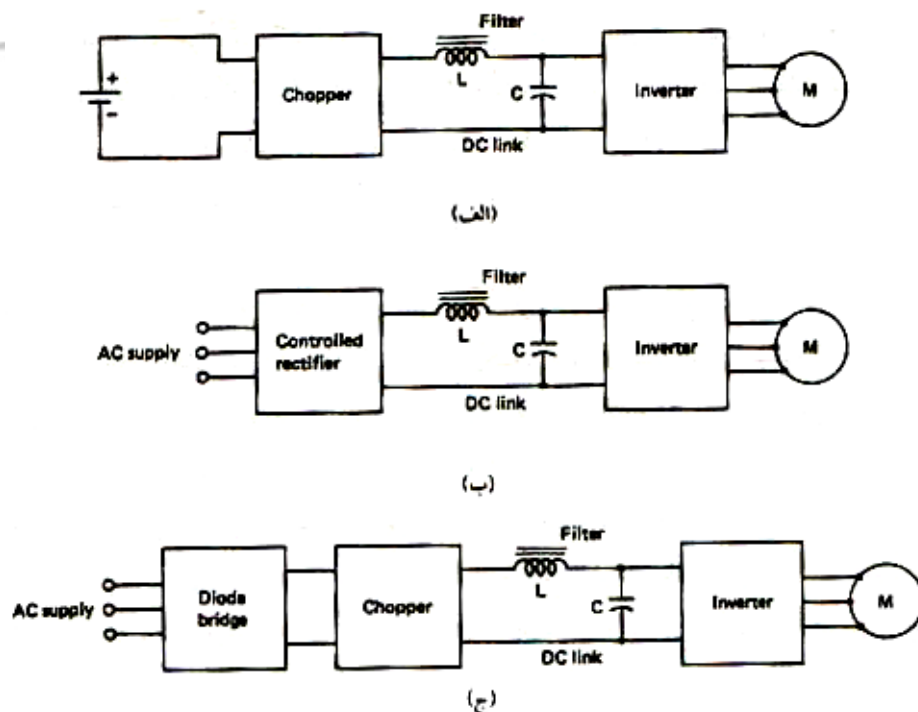 Filter
+
Chopper
L
C
Inverter
M
-
DC link
(الف)
Filter
Controlled
rectifier
L
AC supply
C
Inverter
M
DC link
(ب)
Filter
Diode
bridge
Chopper
L
AC supply
C
Inverter
M
DC link
(ج)